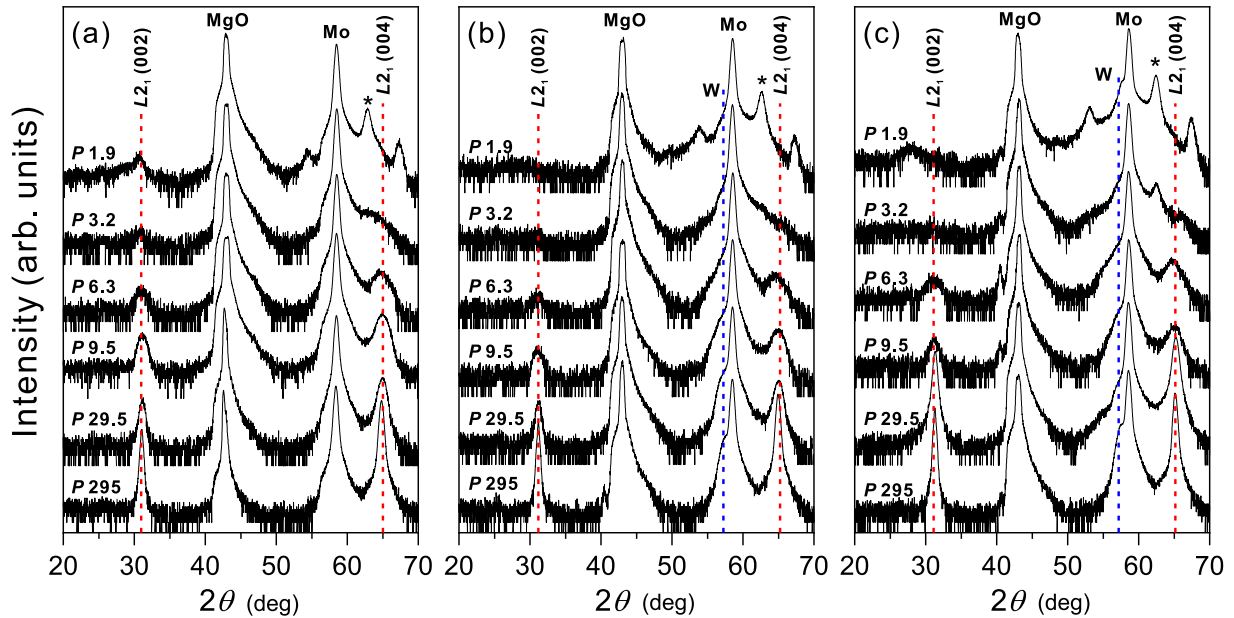 Intensity (arb. units)
(a)
L2₁ (002)
MgO
Mo
*
L2₁ (004)
P 1.9
P 3.2
P 6.3
P 9.5
P 29.5
P 295
20 30 40 50 60 70
2θ (deg)
(b)
L2₁ (002)
MgO
W
Mo
*
L2₁ (004)
P 1.9
P 3.2
P 6.3
P 9.5
P 29.5
P 295
20 30 40 50 60 70
2θ (deg)
(c)
L2₁ (002)
MgO
W
Mo
*
L2₁ (004)
P 1.9
P 3.2
P 6.3
P 9.5
P 29.5
P 295
20 30 40 50 60 70
2θ (deg)